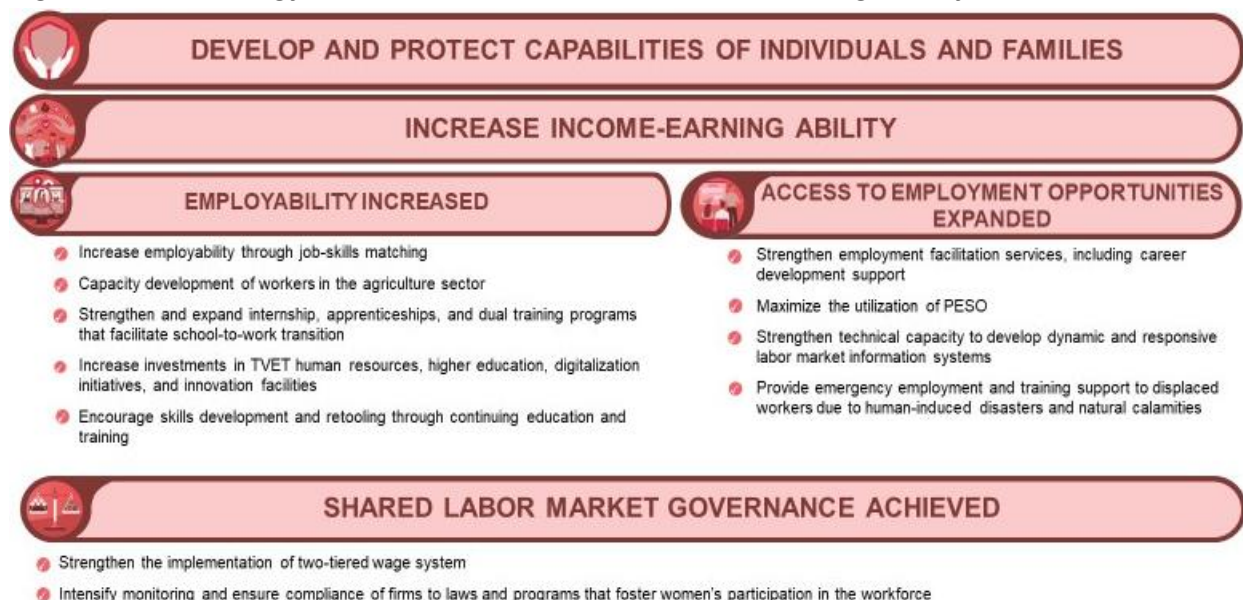 DEVELOP AND PROTECT CAPABILITIES OF INDIVIDUALS AND FAMILIES
INCREASE INCOME-EARNING ABILITY
EMPLOYABILITY INCREASED
Increase employability through job-skills matching
Capacity development of workers in the agriculture sector
Strengthen and expand internship, apprenticeships, and dual training programs
that facilitate school-to-work transition
Increase investments in TVET human resources, higher education, digitalization
initiatives, and innovation facilities
Encourage skills development and retooling through continuing education and
training
ACCESS TO EMPLOYMENT OPPORTUNITIES
EXPANDED
Strengthen employment facilitation services, including career
development support
Maximize the utilization of PESO
Strengthen technical capacity to develop dynamic and responsive
labor market information systems
Provide emergency employment and training support to displaced
workers due to human-induced disasters and natural calamities
SHARED LABOR MARKET GOVERNANCE ACHIEVED
Strengthen the implementation of two-tiered wage system
Intensify monitoring and ensure compliance of firms to laws and programs that foster women's participation in the workforce